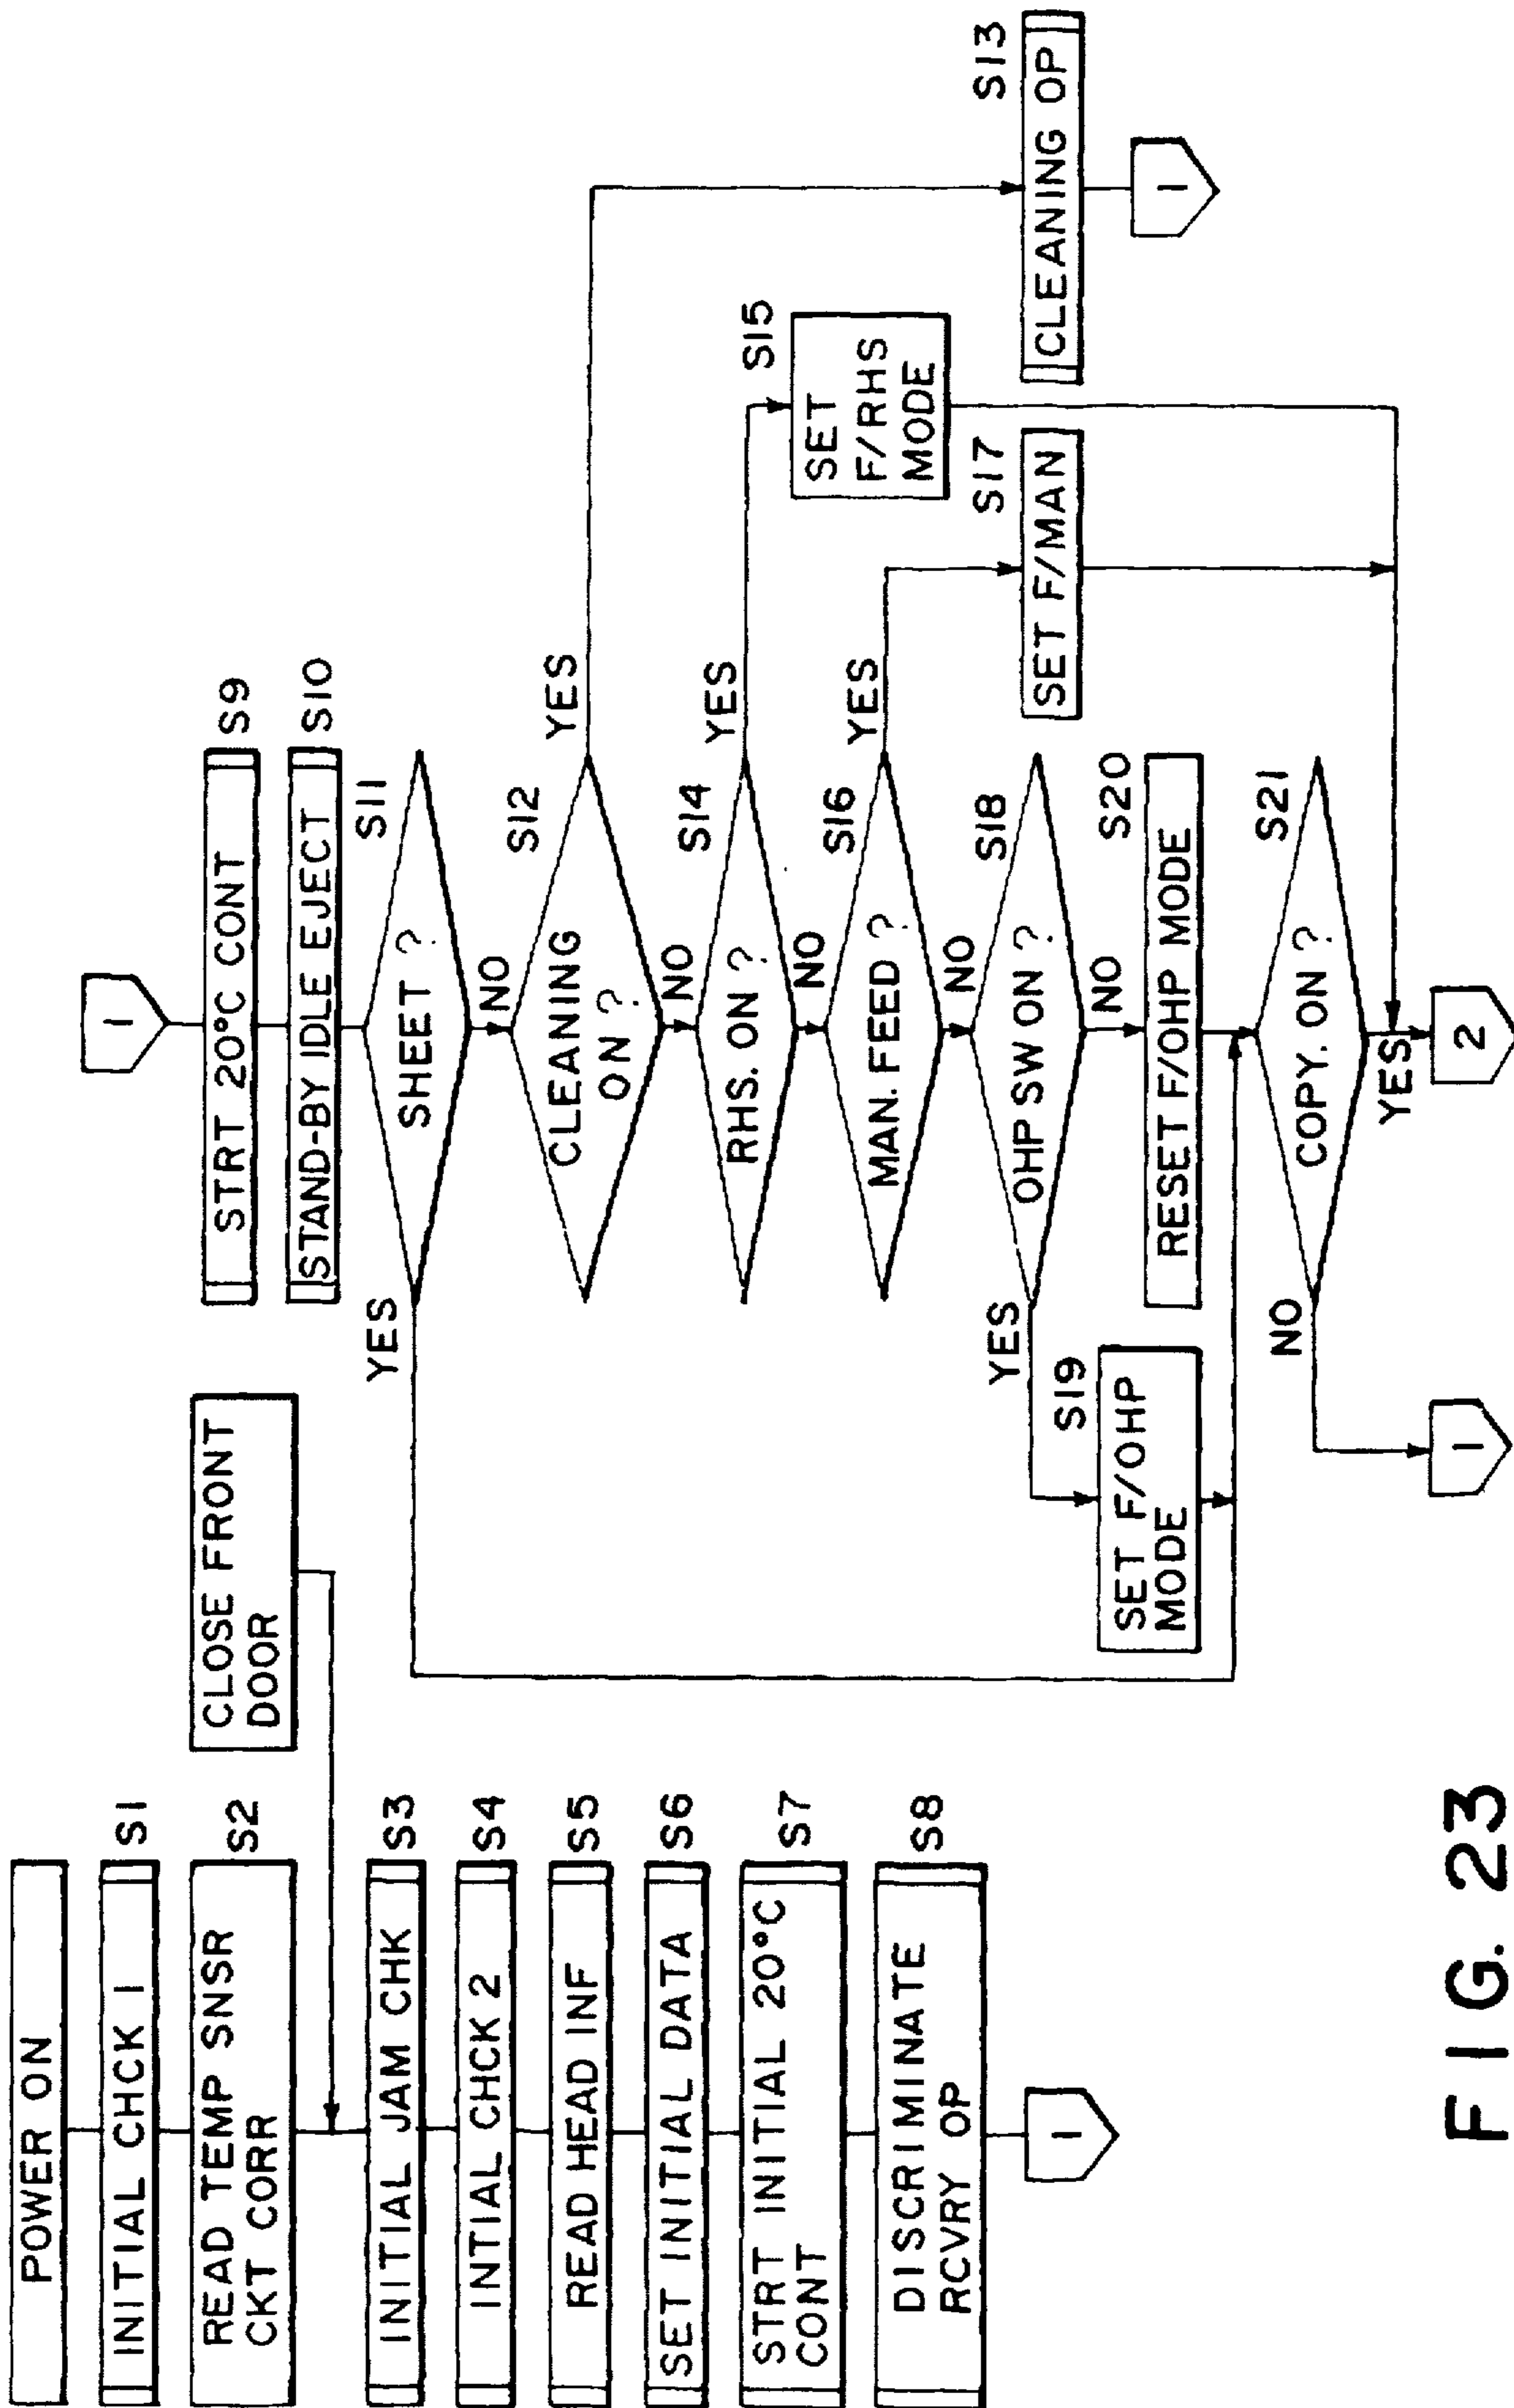 POWER ON
INITIAL CHCK 1
S1
READ TEMP SNSR
CKT CORR
S2
CLOSE FRONT
DOOR
INITIAL JAM CHK
S3
INTIAL CHCK 2
S4
READ HEAD INF
S5
SET INITIAL DATA
S6
STRT INITIAL 20°C
CONT
S7
DISCRIMINATE
RCVRY OP
S8
1
1
STRT 20°C CONT
S9
STAND-BY IDLE EJECT
S10
SHEET ?
S11
YES
NO
CLEANING
ON ?
S12
YES
NO
CLEANING OP
S13
1
RHS. ON ?
S14
YES
NO
SET
F/RHS
MODE
S15
MAN. FEED ?
S16
YES
NO
SET F/MAN
S17
OHP SW ON ?
S18
YES
NO
SET F/OHP
MODE
S19
RESET F/OHP MODE
S20
COPY. ON ?
S21
NO
YES
1
2
FIG. 23